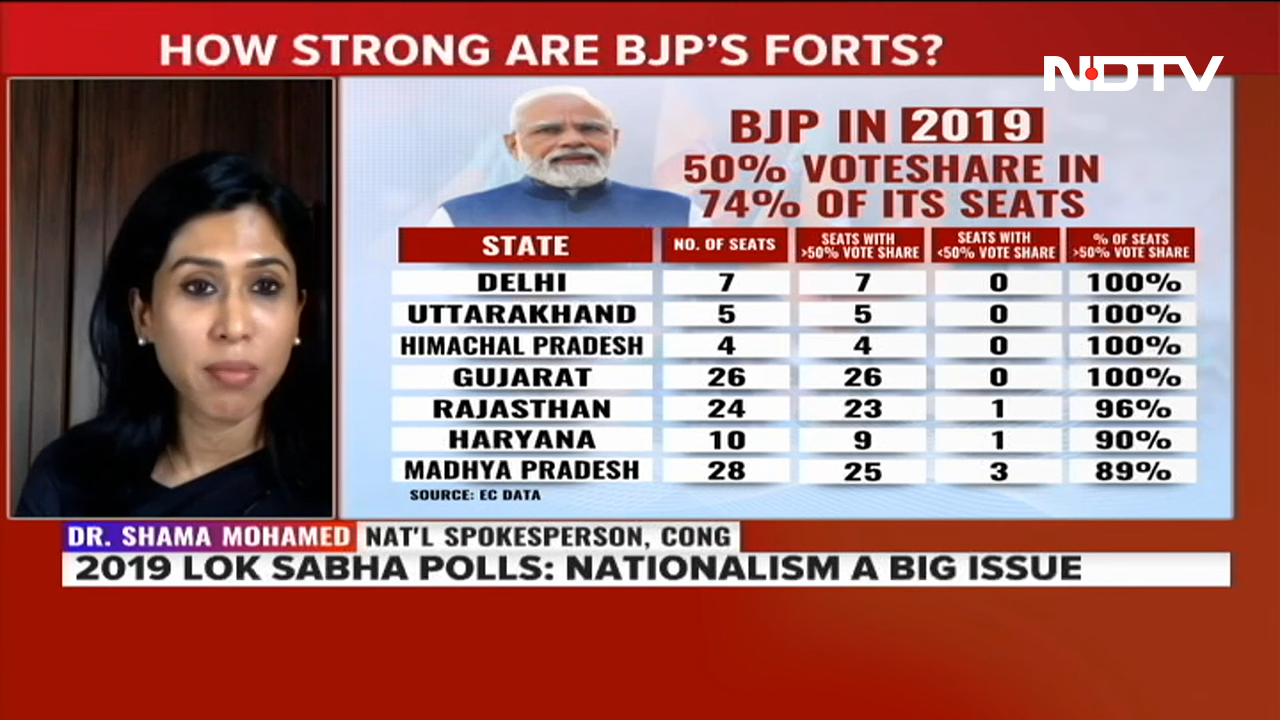 HOW STRONG ARE BJP'S FORTS?
NDTV
BJP IN 2019
50% VOTESHARE IN
74% OF ITS SEATS
STATE NO. OF SEATS SEATS WITH >50% VOTE SHARE SEATS WITH <50% VOTE SHARE % OF SEATS >50% VOTE SHARE
DELHI 7 7 0 100%
UTTARAKHAND 5 5 0 100%
HIMACHAL PRADESH 4 4 0 100%
GUJARAT 26 26 0 100%
RAJASTHAN 24 23 1 96%
HARYANA 10 9 1 90%
MADHYA PRADESH 28 25 3 89%
SOURCE: EC DATA
DR. SHAMA MOHAMED NAT'L SPOKESPERSON, CONG
2019 LOK SABHA POLLS: NATIONALISM A BIG ISSUE